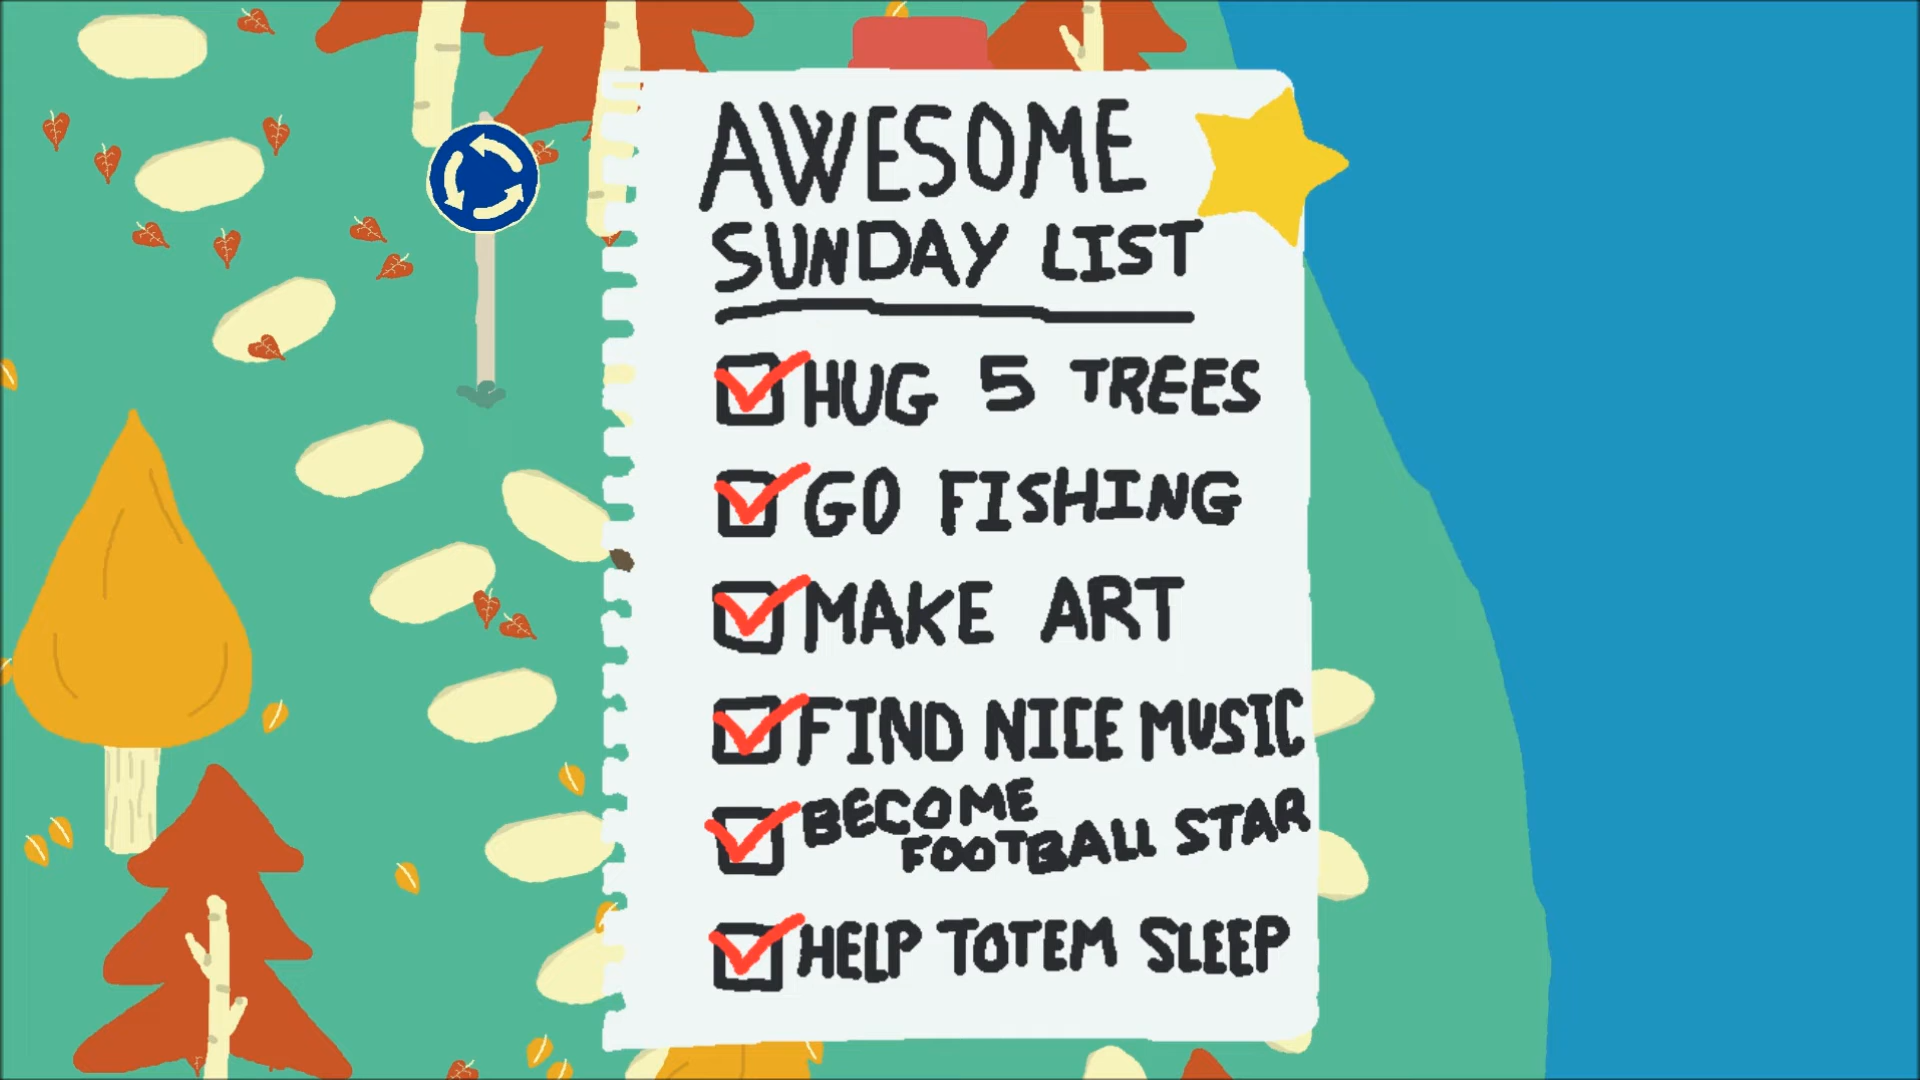 AWESOME
SUNDAY LIST
HUG 5 TREES
GO FISHING
MAKE ART
FIND NICE MUSIC
BECOME
FOOTBALL STAR
HELP TOTEM SLEEP